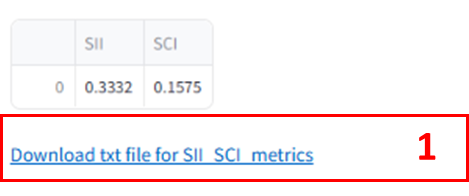 SII SCI
0 0.3332 0.1575
Download txt file for SII_SCI_metrics 1